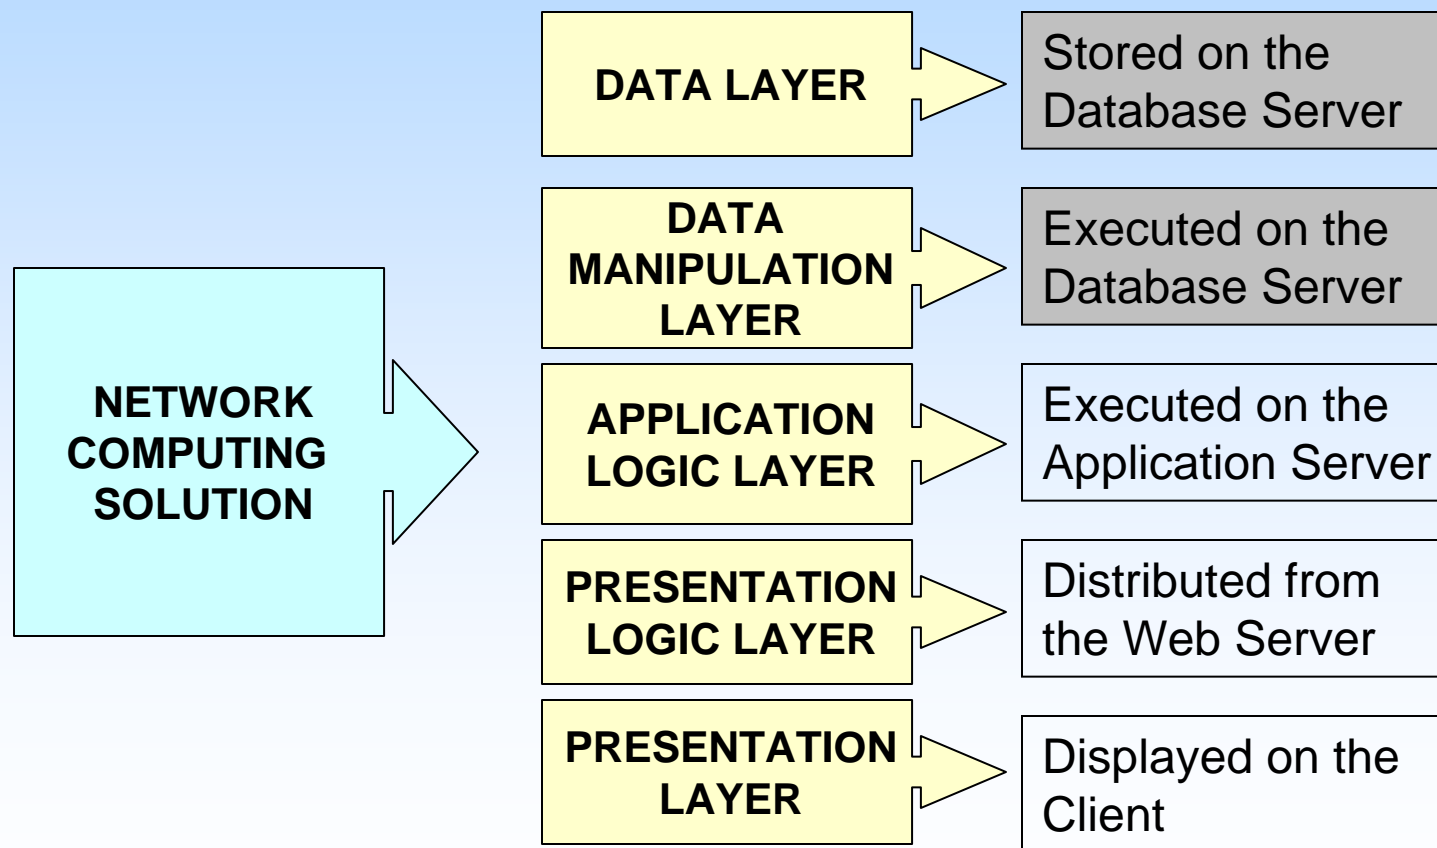 NETWORK
COMPUTING
SOLUTION
DATA LAYER
Stored on the
Database Server
DATA
MANIPULATION
LAYER
Executed on the
Database Server
APPLICATION
LOGIC LAYER
Executed on the
Application Server
PRESENTATION
LOGIC LAYER
Distributed from
the Web Server
PRESENTATION
LAYER
Displayed on the
Client